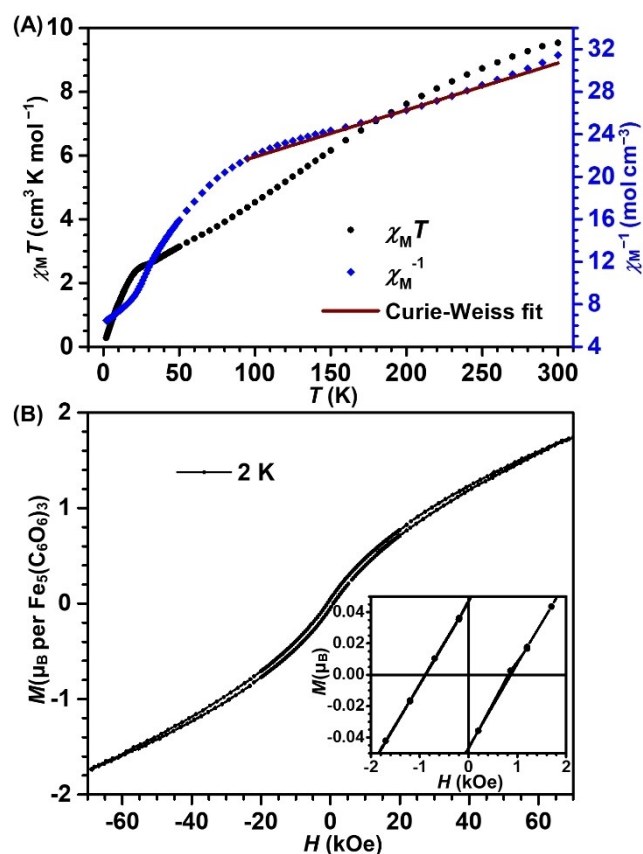 (A)
χMT (cm³ K mol⁻¹)
10
8
6
4
2
0
χM⁻¹ (mol cm⁻³)
32
28
24
20
16
12
8
4
χMT
χM⁻¹
Curie-Weiss fit
0 50 100 150 200 250 300
T (K)
(B)
M(μB per Fe5(C6O6)3)
2
1
0
-1
-2
2 K
M(μB)
0.04
0.02
0.00
-0.02
-0.04
-2 -1 0 1 2
H (kOe)
-60 -40 -20 0 20 40 60
H (kOe)